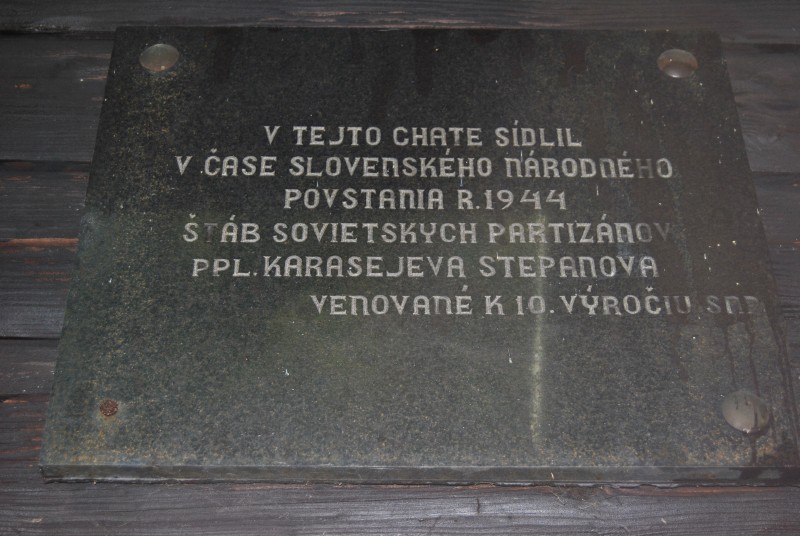 V TEJTO CHATE SÍDLIL
V ČASE SLOVENSKÉHO NÁRODNÉHO
POVSTANIA R.1944
ŠTÁB SOVIETSKYCH PARTIZÁNOV
PPL. KARASEJEVA STEPANOVA
VENOVANÉ K 10. VÝROČIU SNP